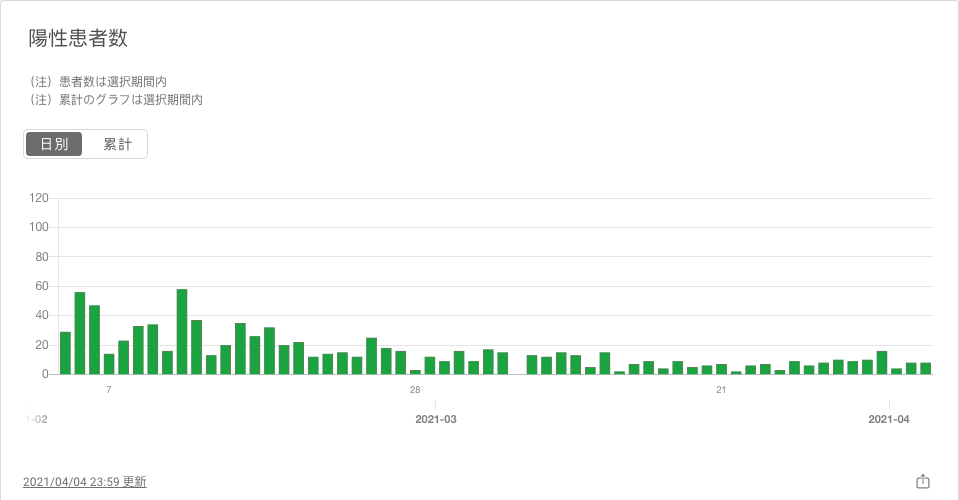 陽性患者数
（注）患者数は選択期間内
（注）累計のグラフは選択期間内
日別 累計
120
100
80
60
40
20
0
7 28 21
1-02 2021-03 2021-04
2021/04/04 23:59 更新